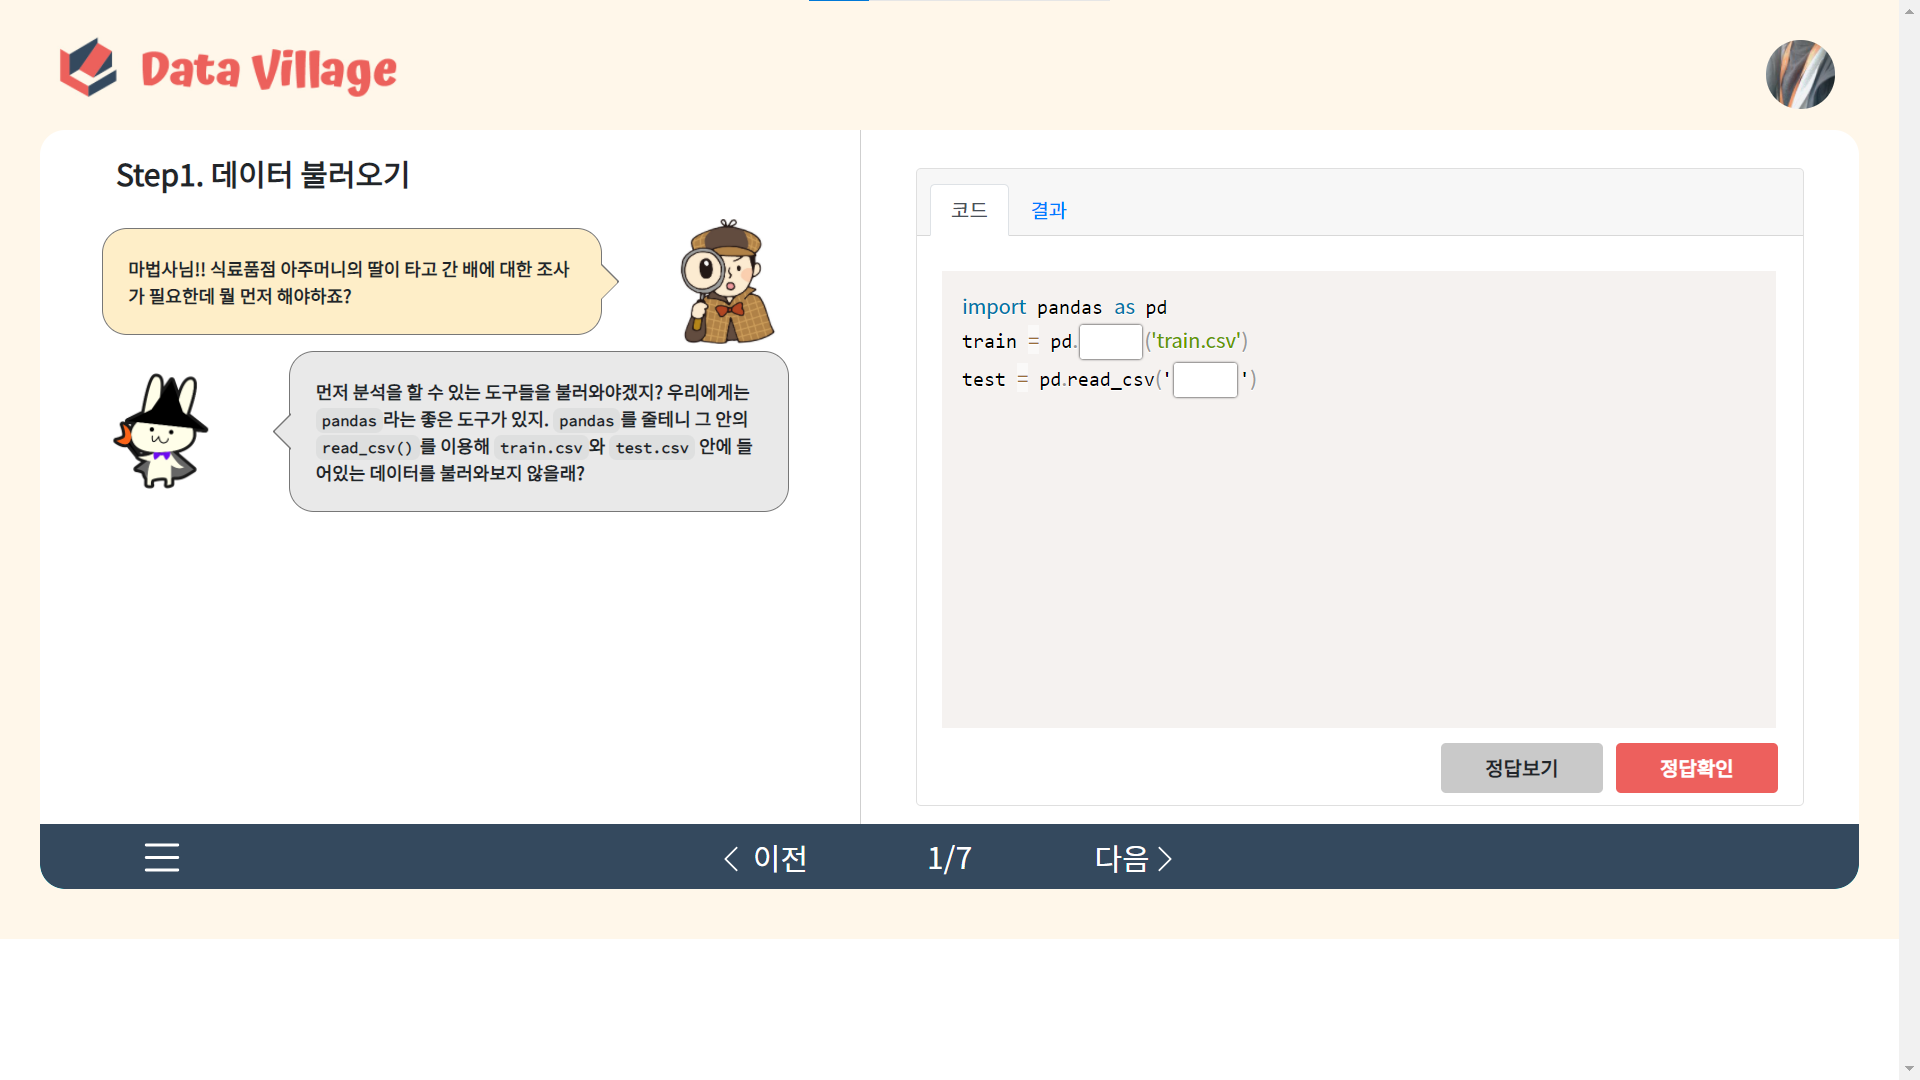 Data Village
Step1. 데이터 불러오기
마법사님!! 식료품점 아주머니의 딸이 타고 간 배에 대한 조사
가 필요한데 뭘 먼저 해야하죠?
먼저 분석을 할 수 있는 도구들을 불러와야겠지? 우리에게는
pandas 라는 좋은 도구가 있지. pandas 를 줄테니 그 안의
read_csv() 를 이용해 train.csv 와 test.csv 안에 들
어있는 데이터를 불러와보지 않을래?
코드 결과
import pandas as pd
train = pd. ('train.csv')
test = pd.read_csv(' ')
정답보기 정답확인
이전 1/7 다음